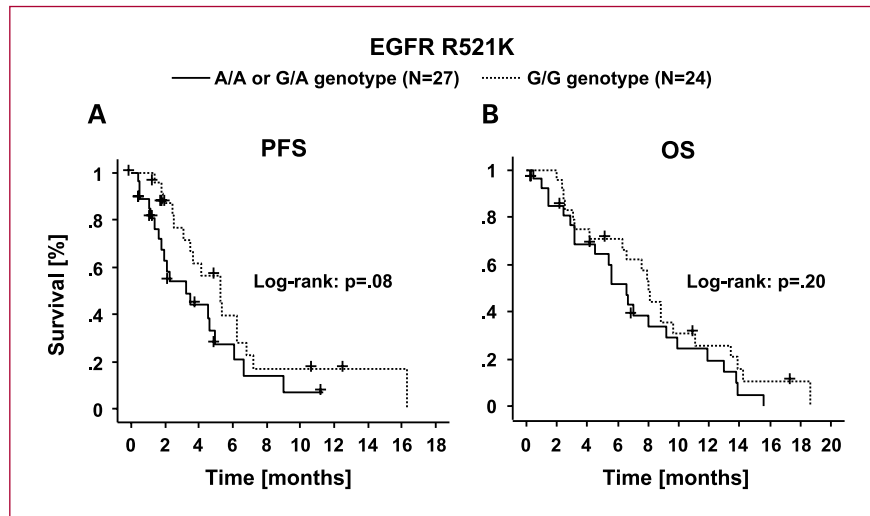 EGFR R521K
A/A or G/A genotype (N=27) G/G genotype (N=24)
A
PFS
Survival [%]
1
.8
.6
.4
.2
0
Log-rank: p=.08
0 2 4 6 8 10 12 14 16 18
Time [months]
B
OS
1
.8
.6
.4
.2
0
Log-rank: p=.20
0 2 4 6 8 10 12 14 16 18 20
Time [months]